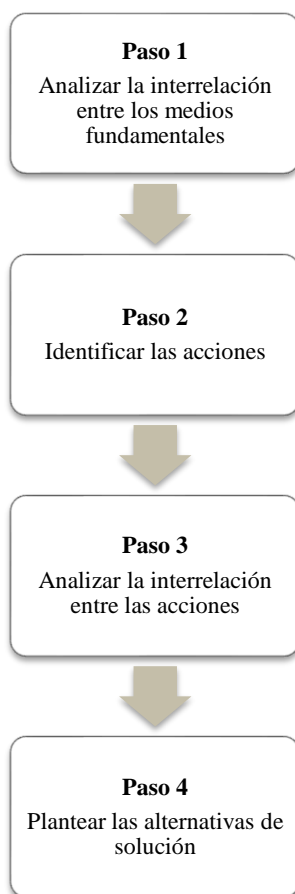 Paso 1
Analizar la interrelación
entre los medios
fundamentales
Paso 2
Identificar las acciones
Paso 3
Analizar la interrelación
entre las acciones
Paso 4
Plantear las alternativas de
solución